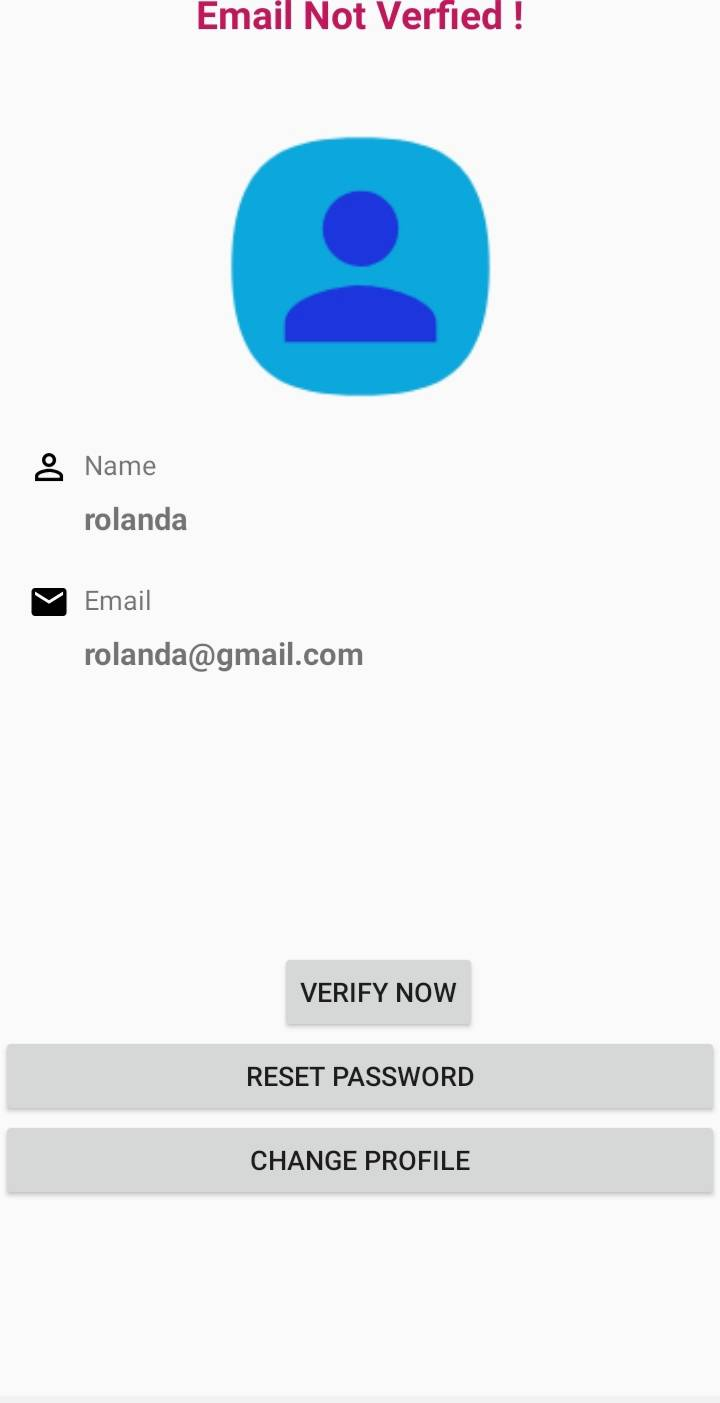 Email Not Verfied !
Name
rolanda
Email
rolanda@gmail.com
VERIFY NOW
RESET PASSWORD
CHANGE PROFILE